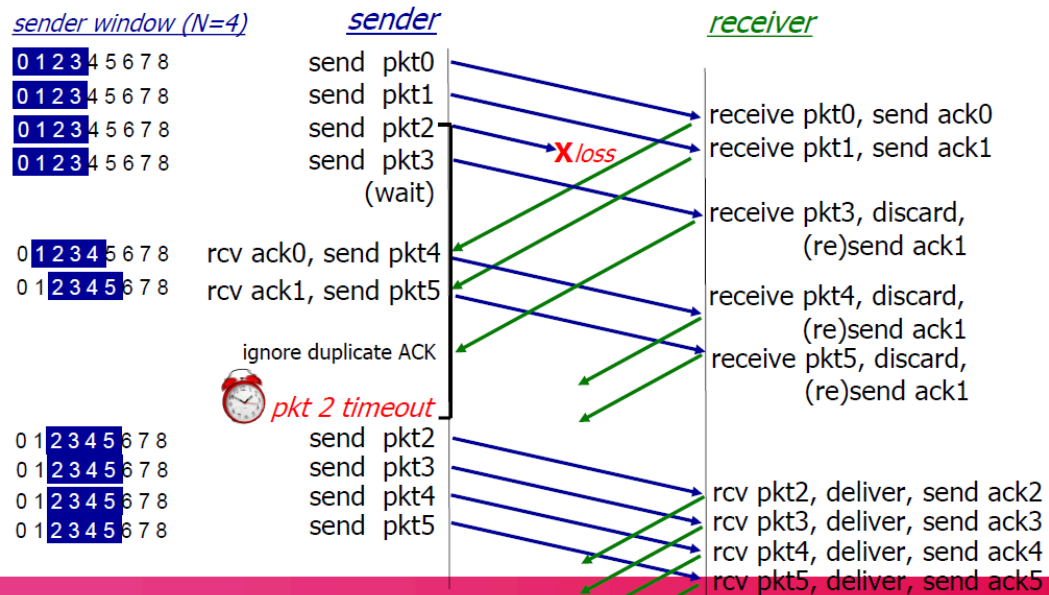 sender window (N=4)
sender
receiver
0 1 2 3 4 5 6 7 8
send pkt0
0 1 2 3 4 5 6 7 8
send pkt1
receive pkt0, send ack0
0 1 2 3 4 5 6 7 8
send pkt2
X loss
receive pkt1, send ack1
0 1 2 3 4 5 6 7 8
send pkt3
(wait)
receive pkt3, discard,
(re)send ack1
0 1 2 3 4 5 6 7 8
rcv ack0, send pkt4
0 1 2 3 4 5 6 7 8
rcv ack1, send pkt5
receive pkt4, discard,
(re)send ack1
ignore duplicate ACK
receive pkt5, discard,
(re)send ack1
pkt 2 timeout
0 1 2 3 4 5 6 7 8
send pkt2
0 1 2 3 4 5 6 7 8
send pkt3
0 1 2 3 4 5 6 7 8
send pkt4
0 1 2 3 4 5 6 7 8
send pkt5
rcv pkt2, deliver, send ack2
rcv pkt3, deliver, send ack3
rcv pkt4, deliver, send ack4
rcv pkt5, deliver, send ack5